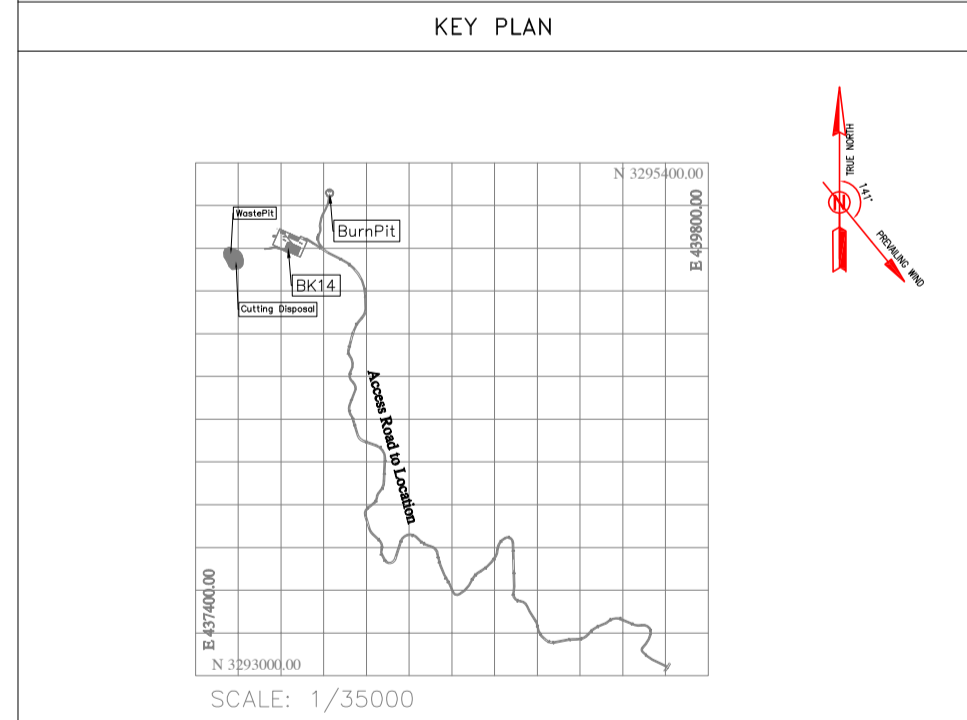 KEY PLAN
N 3295400.00
E 439800.00
TRUE NORTH
141°
N
PREVAILING WIND
WastePit
BurnPit
BK14
Cutting Disposal
Access Road to Location
E 437400.00
N 3293000.00
SCALE: 1/35000